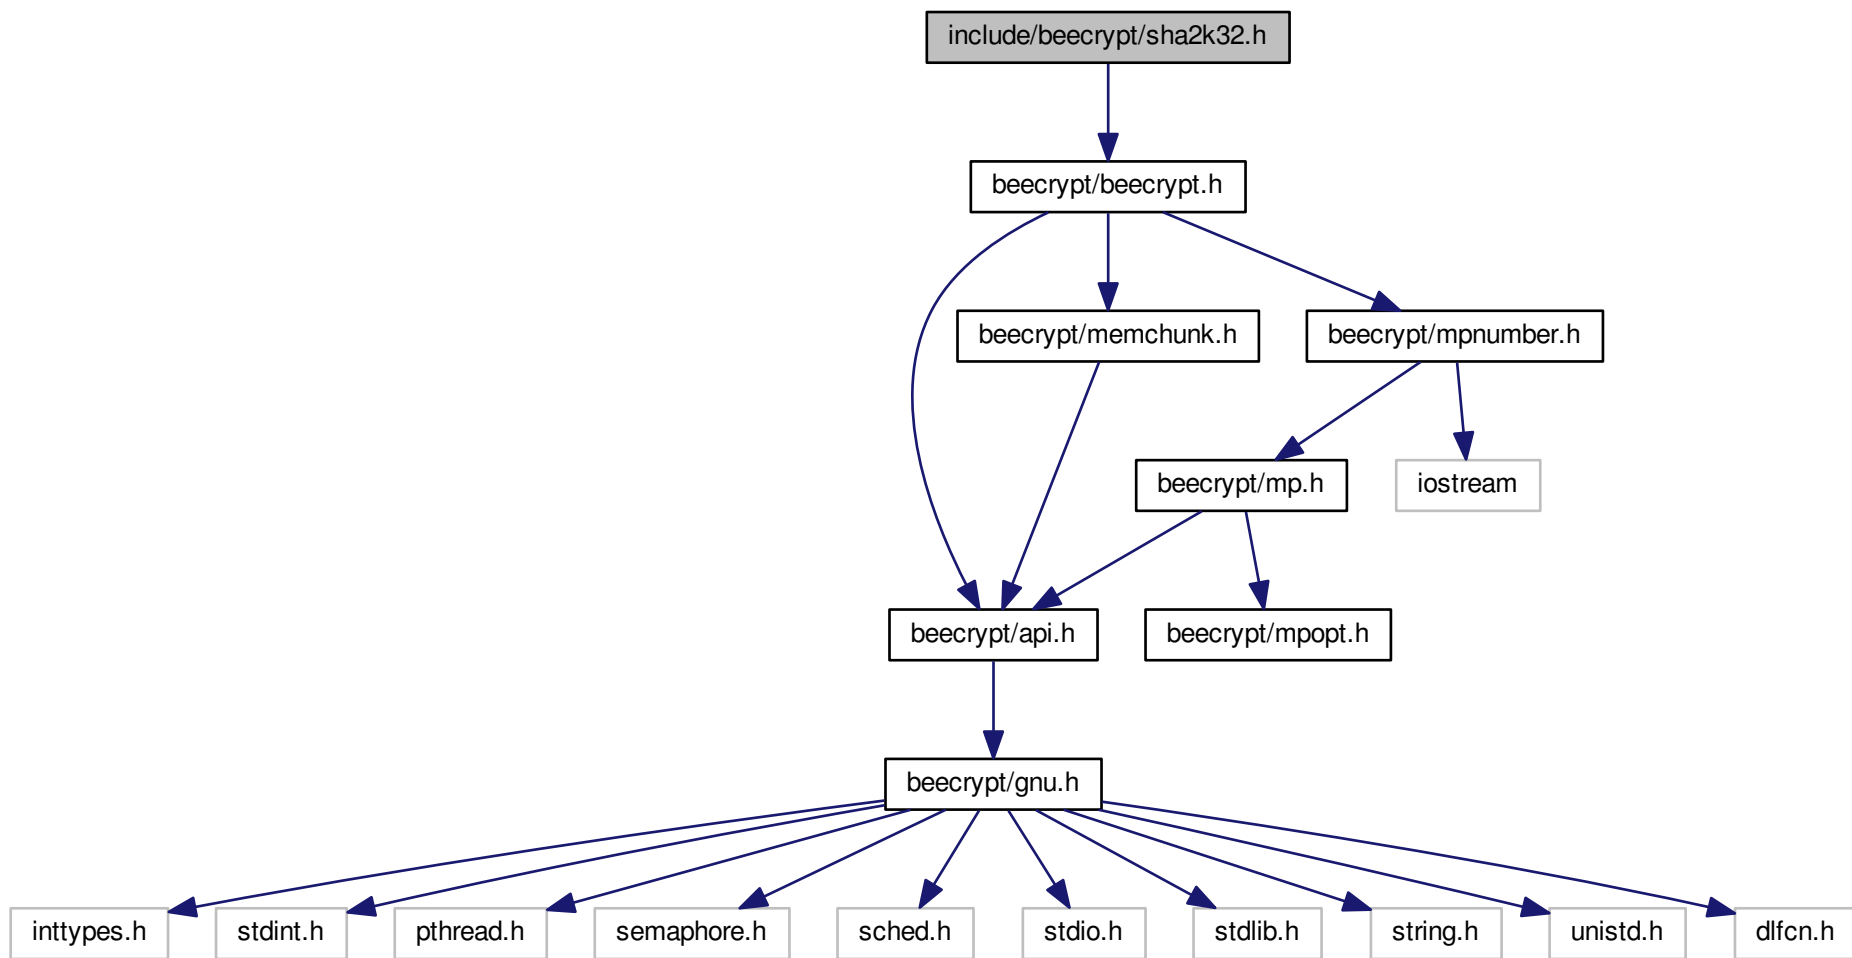 include/beecrypt/sha2k32.h
beecrypt/beecrypt.h
beecrypt/memchunk.h
beecrypt/mpnumber.h
beecrypt/mp.h
iostream
beecrypt/api.h
beecrypt/mpopt.h
beecrypt/gnu.h
inttypes.h
stdint.h
pthread.h
semaphore.h
sched.h
stdio.h
stdlib.h
string.h
unistd.h
dlfcn.h